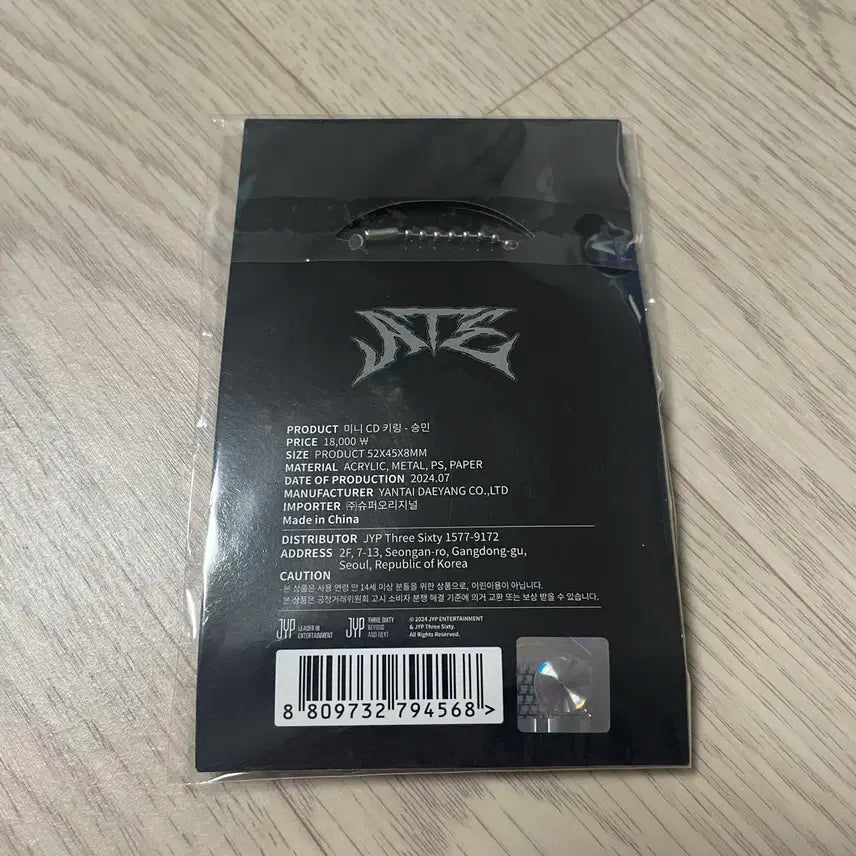 ATE
PRODUCT 미니 CD 키링 - 승민
PRICE 18,000 ₩
SIZE PRODUCT 52X45X8MM
MATERIAL ACRYLIC, METAL, PS, PAPER
DATE OF PRODUCTION 2024.07
MANUFACTURER YANTAI DAEYANG CO.,LTD
IMPORTER ㈜슈퍼오리지널
Made in China
DISTRIBUTOR JYP Three Sixty 1577-9172
ADDRESS 2F, 7-13, Seongan-ro, Gangdong-gu,
Seoul, Republic of Korea
CAUTION
- 본 상품은 사용 연령 만 14세 이상 분들을 위한 상품으로, 어린이용이 아닙니다.
- 본 상품은 공정거래위원회 고시 소비자 분쟁 해결 기준에 의거 교환 또는 보상 받을 수 있습니다.
JYP LEADER IN
ENTERTAINMENT
JYP THREE SIXTY
BEYOND
AND NEXT
© 2024 JYP ENTERTAINMENT
& JYP Three Sixty.
All Rights Reserved.
8 809732 794568 >